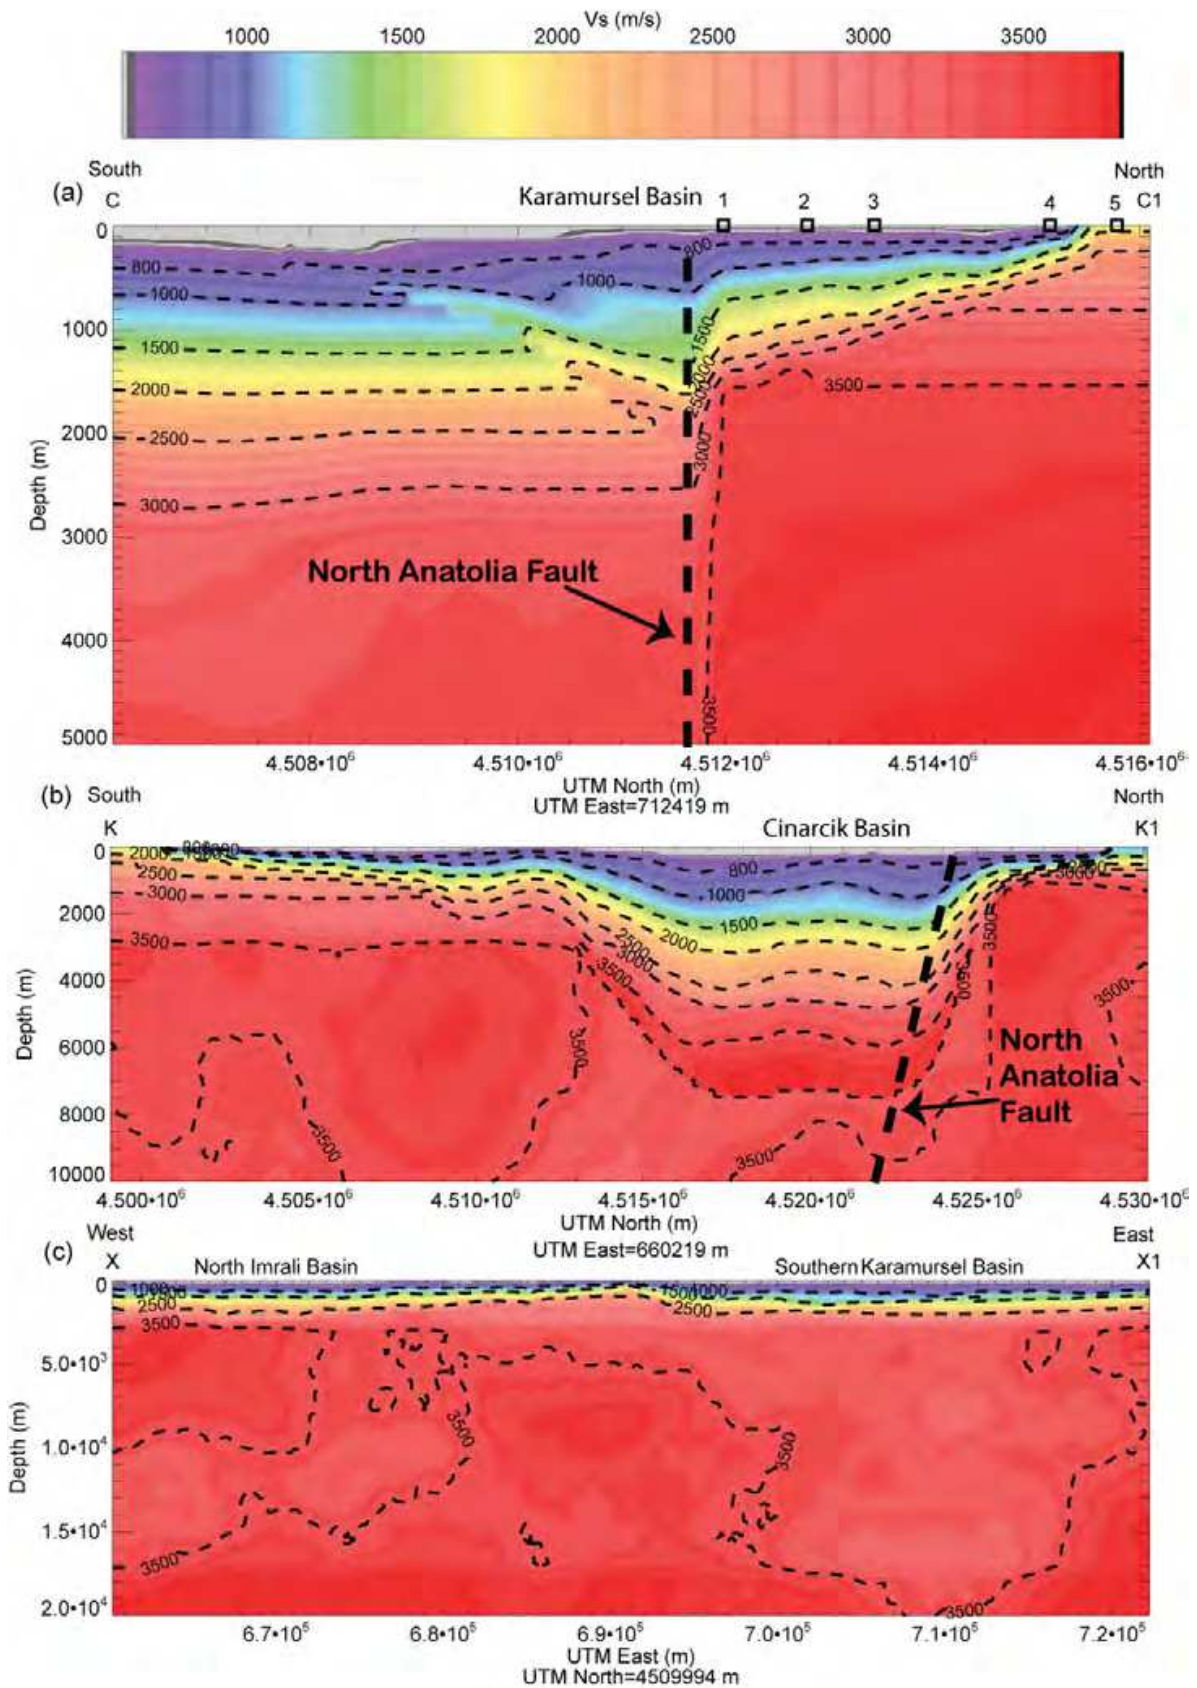 Vs (m/s)
1000 1500 2000 2500 3000 3500
South North
(a) C Karamursel Basin 1 2 3 4 5 C1
0
800 800
1000 1000
1000
1500 1500
2000 2000
3500
2000
2500 2500
3000
Depth (m)
3000
3000
North Anatolia Fault
4000
3500
5000
4.508•10⁶ 4.510•10⁶ 4.512•10⁶ 4.514•10⁶ 4.516•10⁶
UTM North (m)
UTM East=712419 m
(b) South North
K Cinarcik Basin K1
0
2000 800
2500
3000 1000 3000
2000
1500
2000
3500 2500 3500
3000
3500
4000
3500
Depth (m)
3500
6000
North
Anatolia
Fault
8000
3500
3500
10000
4.500•10⁶ 4.505•10⁶ 4.510•10⁶ 4.515•10⁶ 4.520•10⁶ 4.525•10⁶ 4.530•10⁶
UTM North (m)
UTM East=660219 m
West East
(c) X North Imrali Basin Southern Karamursel Basin X1
0
1000 1500 1000
2500 2500
3500
5.0•10³
3500
1.0•10⁴
3500
Depth (m)
1.5•10⁴
3500
2.0•10⁴ 3500
6.7•10⁵ 6.8•10⁵ 6.9•10⁵ 7.0•10⁵ 7.1•10⁵ 7.2•10⁵
UTM East (m)
UTM North=4509994 m